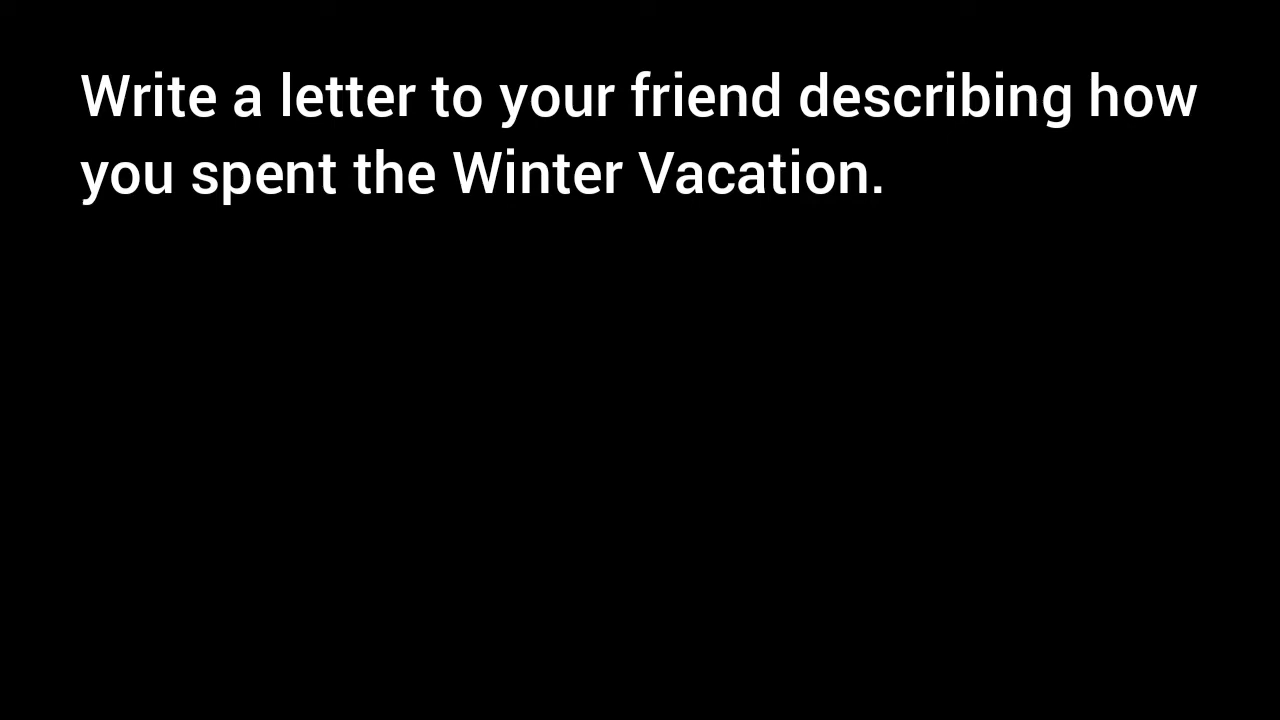 Write a letter to your friend describing how
you spent the Winter Vacation.